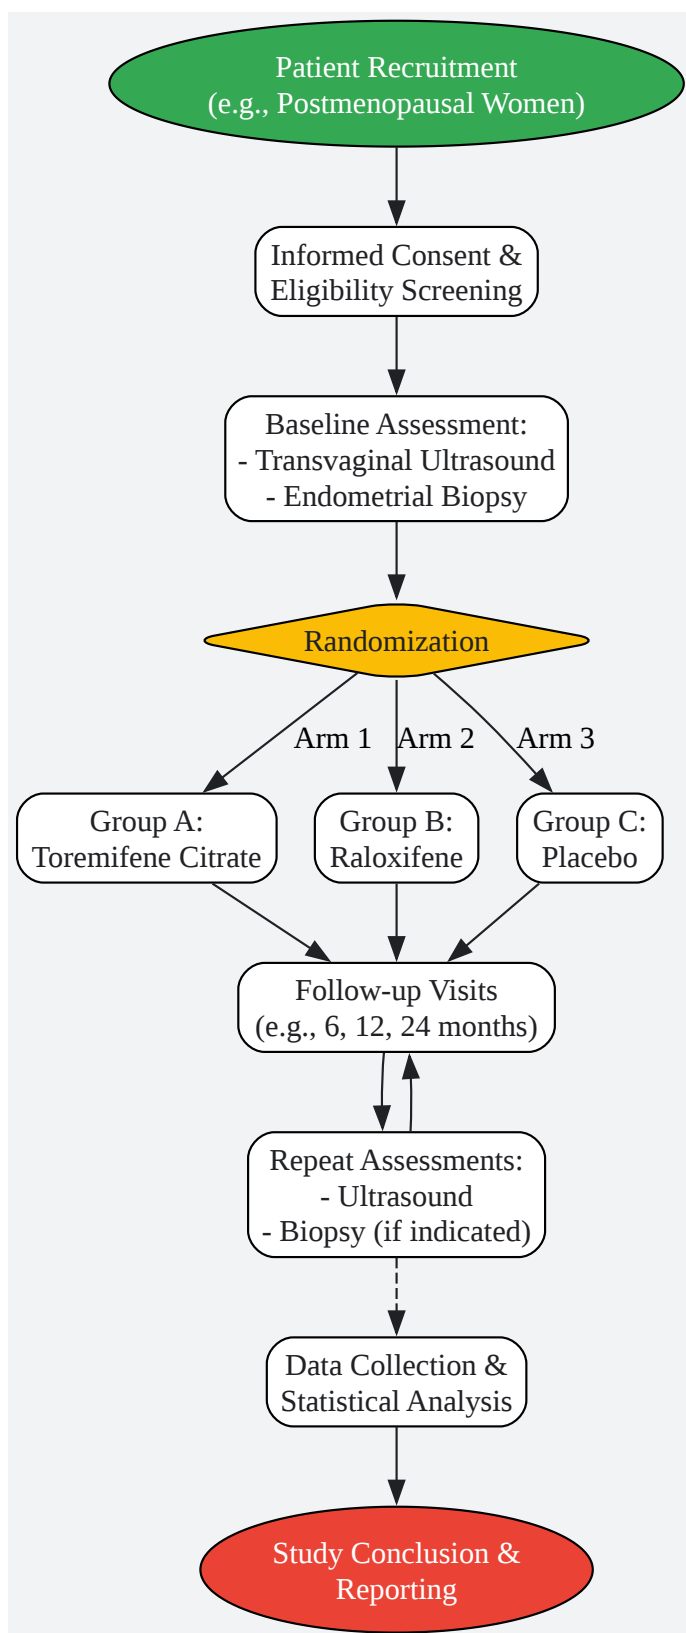 Patient Recruitment
(e.g., Postmenopausal Women)
Informed Consent &
Eligibility Screening
Baseline Assessment:
- Transvaginal Ultrasound
- Endometrial Biopsy
Randomization
Arm 1
Arm 2
Arm 3
Group A:
Toremifene Citrate
Group B:
Raloxifene
Group C:
Placebo
Follow-up Visits
(e.g., 6, 12, 24 months)
Repeat Assessments:
- Ultrasound
- Biopsy (if indicated)
Data Collection &
Statistical Analysis
Study Conclusion &
Reporting